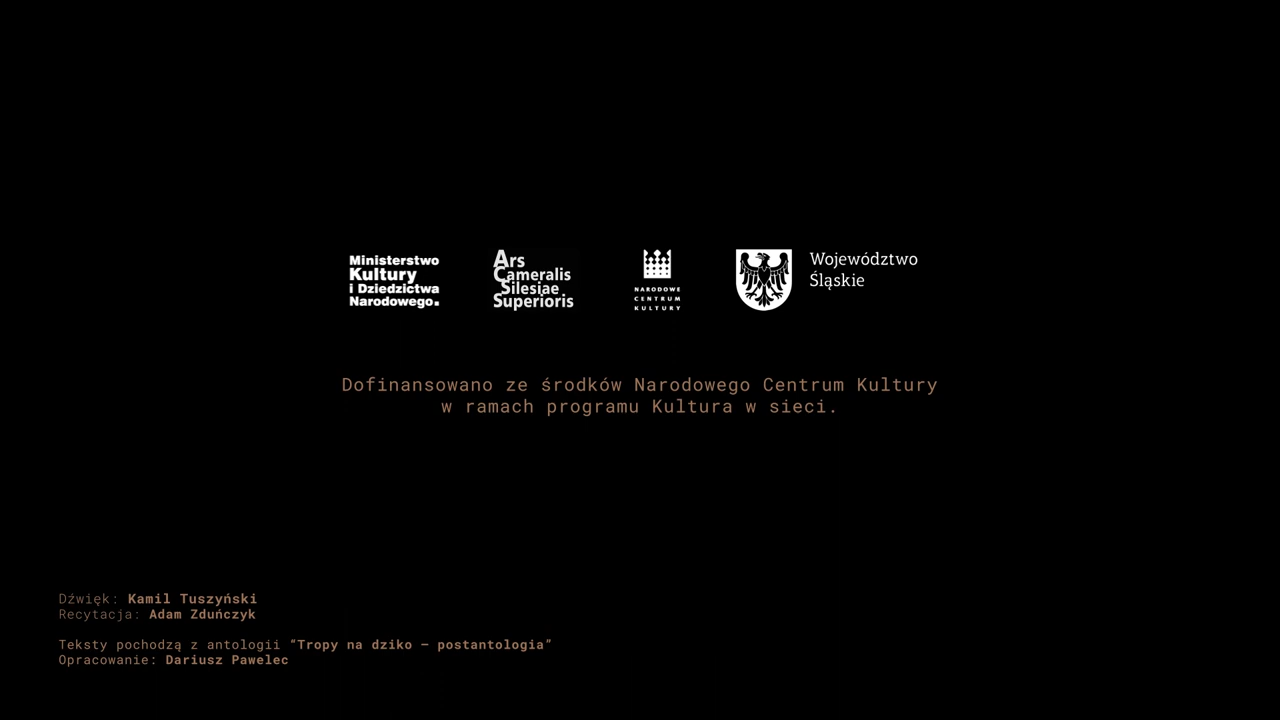 Ministerstwo
Kultury
i Dziedzictwa
Narodowego.
Ars
Cameralis
Silesiae
Superioris
NARODOWE
CENTRUM
KULTURY
Województwo
Śląskie
Dofinansowano ze środków Narodowego Centrum Kultury
w ramach programu Kultura w sieci.
Dźwięk: Kamil Tuszyński
Recytacja: Adam Zduńczyk
Teksty pochodzą z antologii “Tropy na dziko – postantologia”
Opracowanie: Dariusz Pawelec